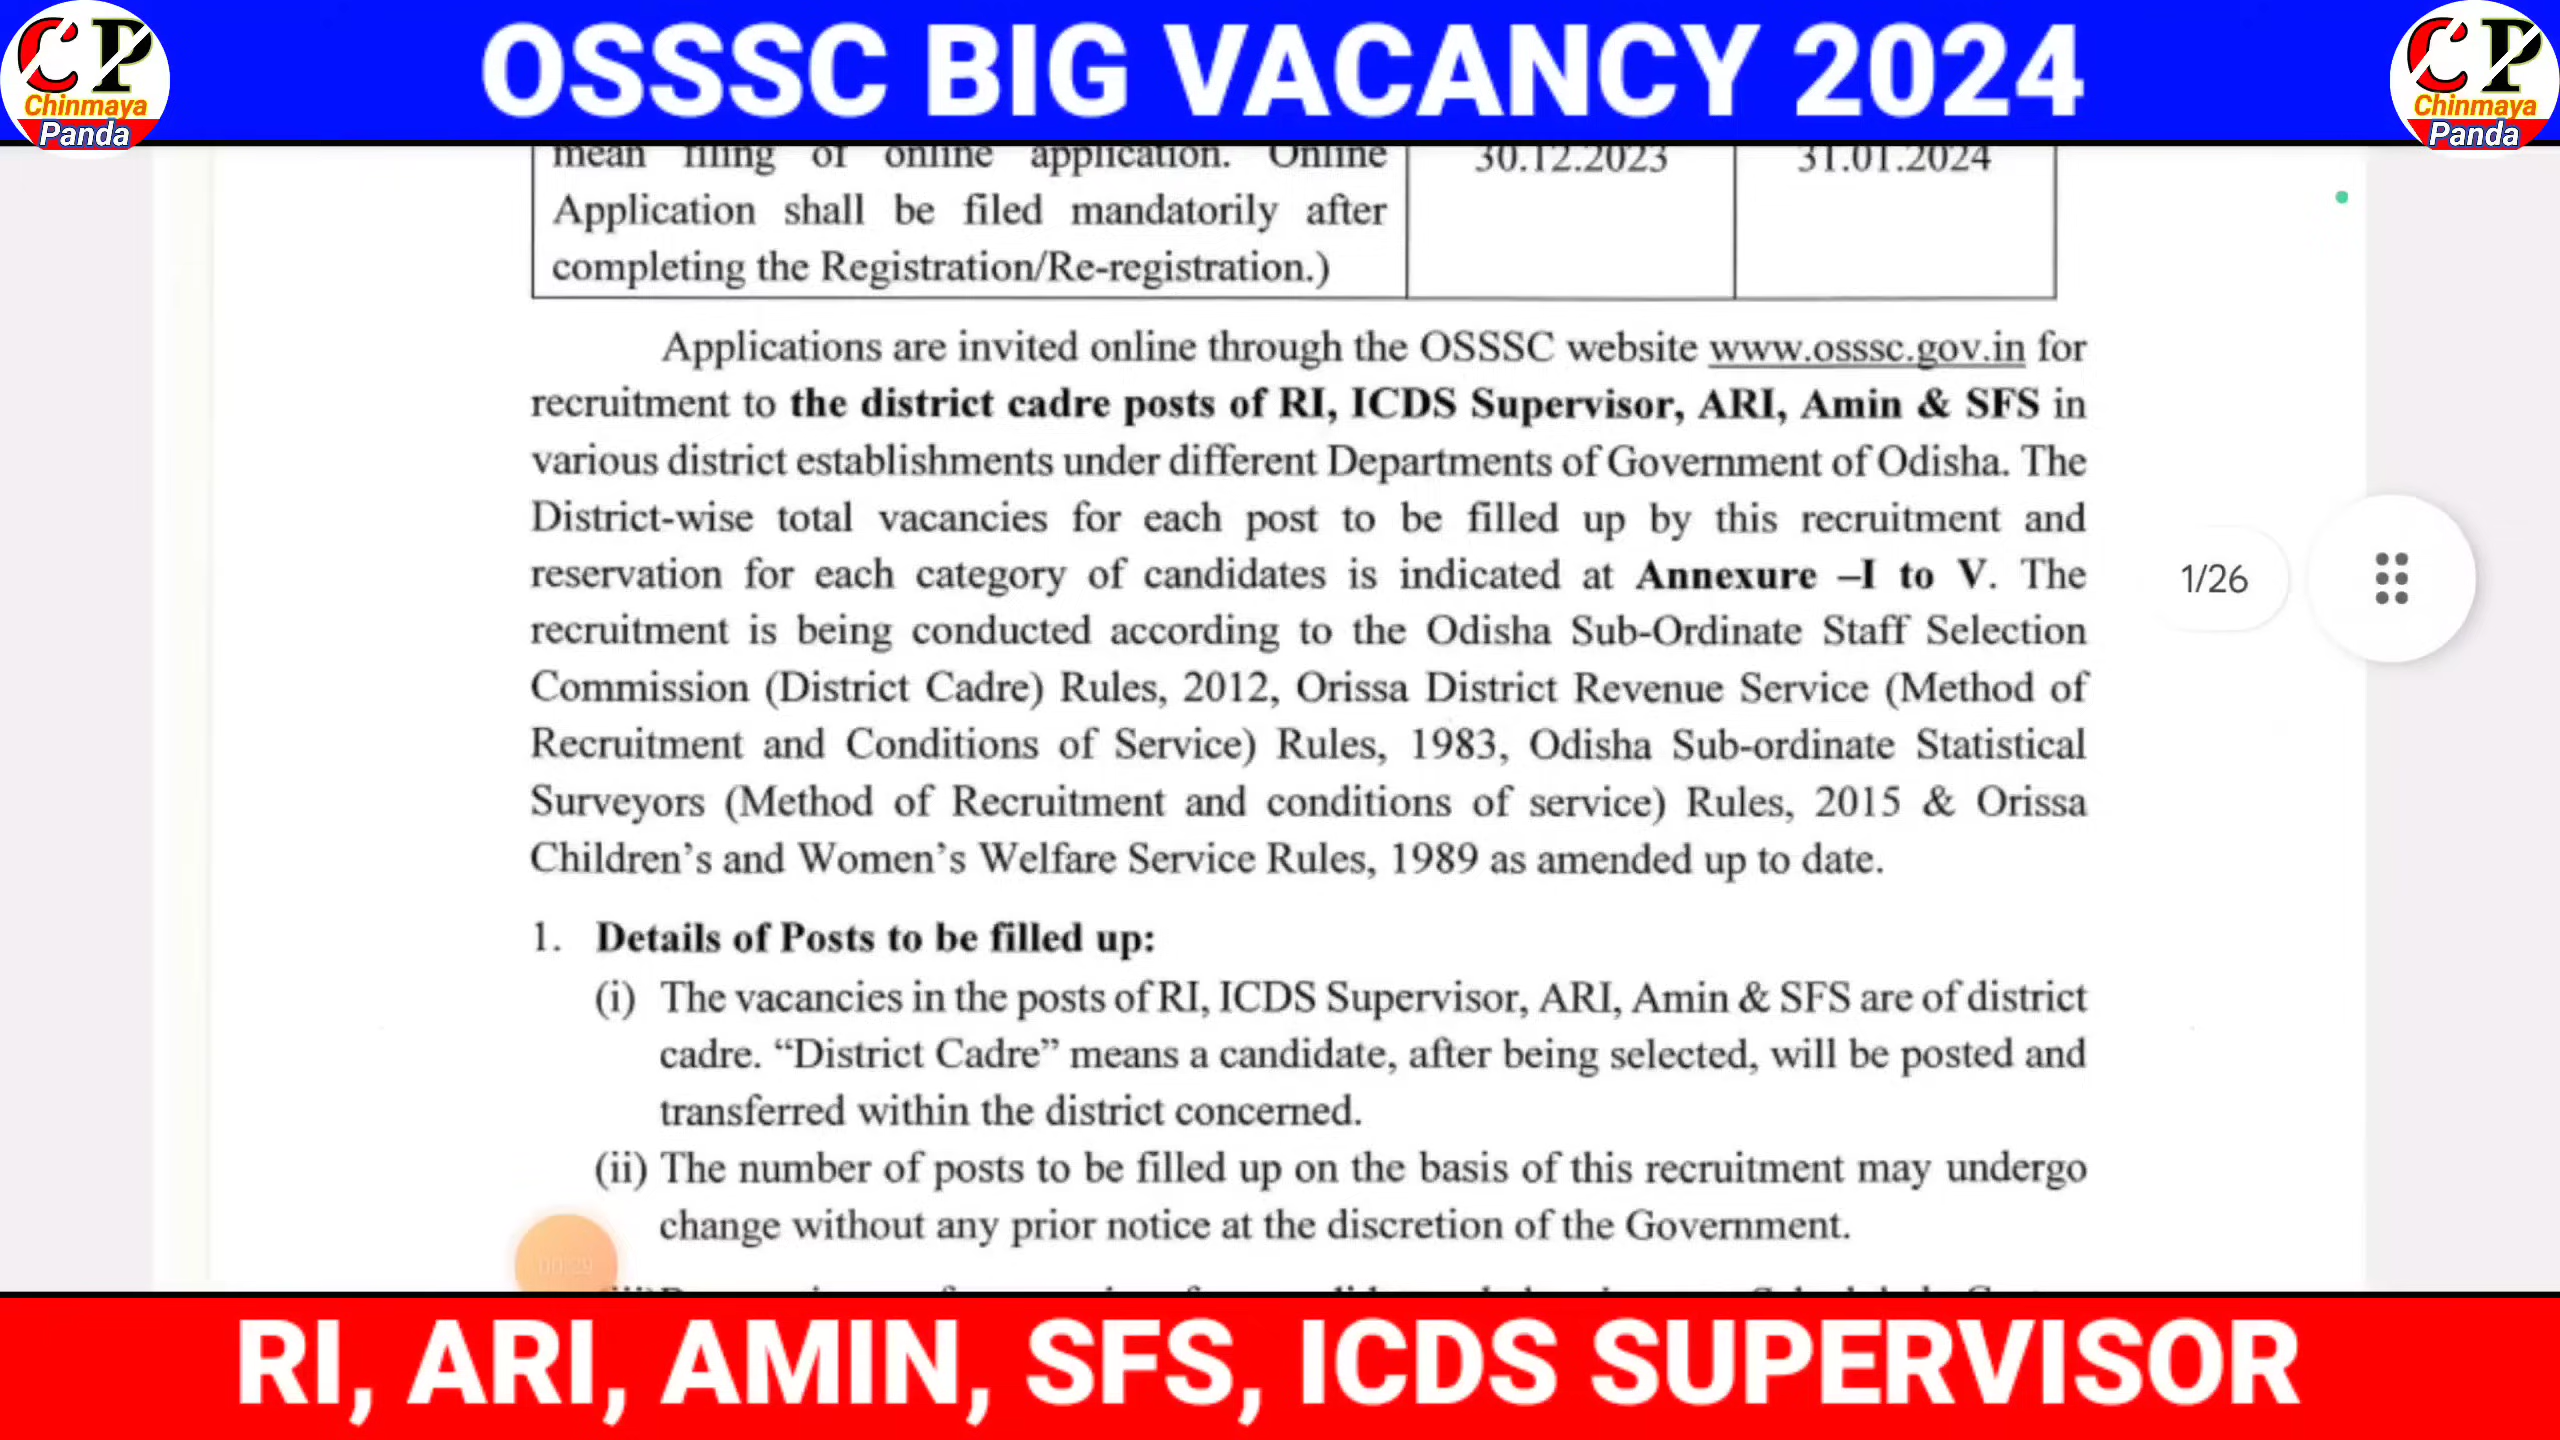 CP
Chinmaya
Panda
OSSSC BIG VACANCY 2024
CP
Chinmaya
Panda
mean filing of online application. Online 30.12.2023 31.01.2024
Application shall be filed mandatorily after
completing the Registration/Re-registration.)
Applications are invited online through the OSSSC website www.osssc.gov.in for
recruitment to the district cadre posts of RI, ICDS Supervisor, ARI, Amin & SFS in
various district establishments under different Departments of Government of Odisha. The
District-wise total vacancies for each post to be filled up by this recruitment and
reservation for each category of candidates is indicated at Annexure –I to V. The
recruitment is being conducted according to the Odisha Sub-Ordinate Staff Selection
Commission (District Cadre) Rules, 2012, Orissa District Revenue Service (Method of
Recruitment and Conditions of Service) Rules, 1983, Odisha Sub-ordinate Statistical
Surveyors (Method of Recruitment and conditions of service) Rules, 2015 & Orissa
Children's and Women's Welfare Service Rules, 1989 as amended up to date.
1/26
1. Details of Posts to be filled up:
(i) The vacancies in the posts of RI, ICDS Supervisor, ARI, Amin & SFS are of district
cadre. “District Cadre” means a candidate, after being selected, will be posted and
transferred within the district concerned.
(ii) The number of posts to be filled up on the basis of this recruitment may undergo
change without any prior notice at the discretion of the Government.
RI, ARI, AMIN, SFS, ICDS SUPERVISOR